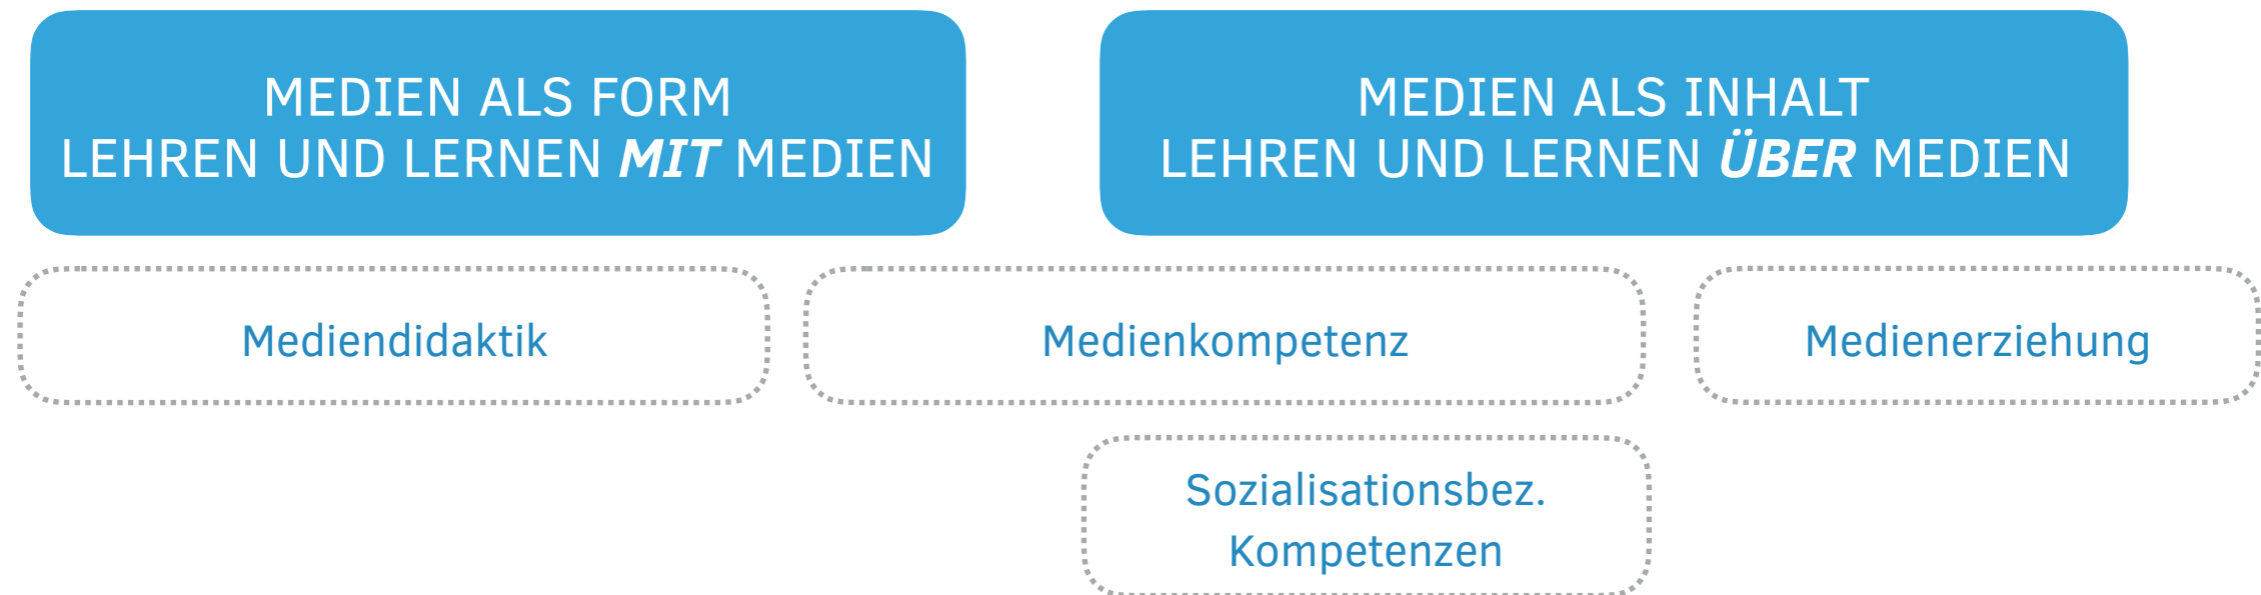 MEDIEN ALS FORM
LEHREN UND LERNEN MIT MEDIEN
MEDIEN ALS INHALT
LEHREN UND LERNEN ÜBER MEDIEN
Mediendidaktik
Medienkompetenz
Medienerziehung
Sozialisationsbez.
Kompetenzen